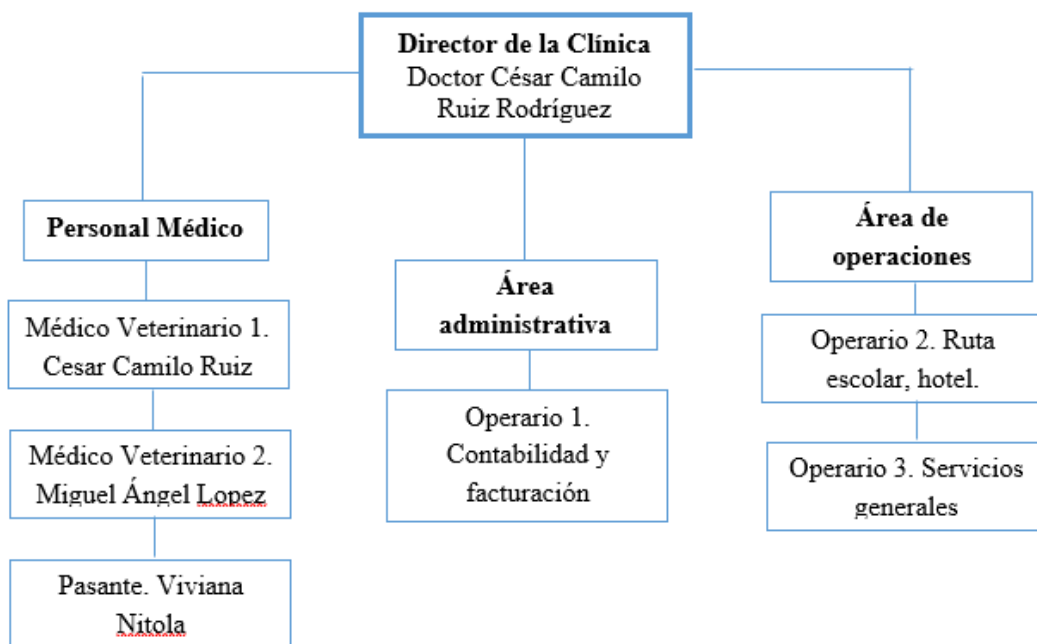 Director de la Clínica
Doctor César Camilo
Ruiz Rodríguez
Personal Médico
Médico Veterinario 1.
Cesar Camilo Ruiz
Médico Veterinario 2.
Miguel Ángel Lopez
Pasante. Viviana
Nitola
Área
administrativa
Operario 1.
Contabilidad y
facturación
Área de
operaciones
Operario 2. Ruta
escolar, hotel.
Operario 3. Servicios
generales